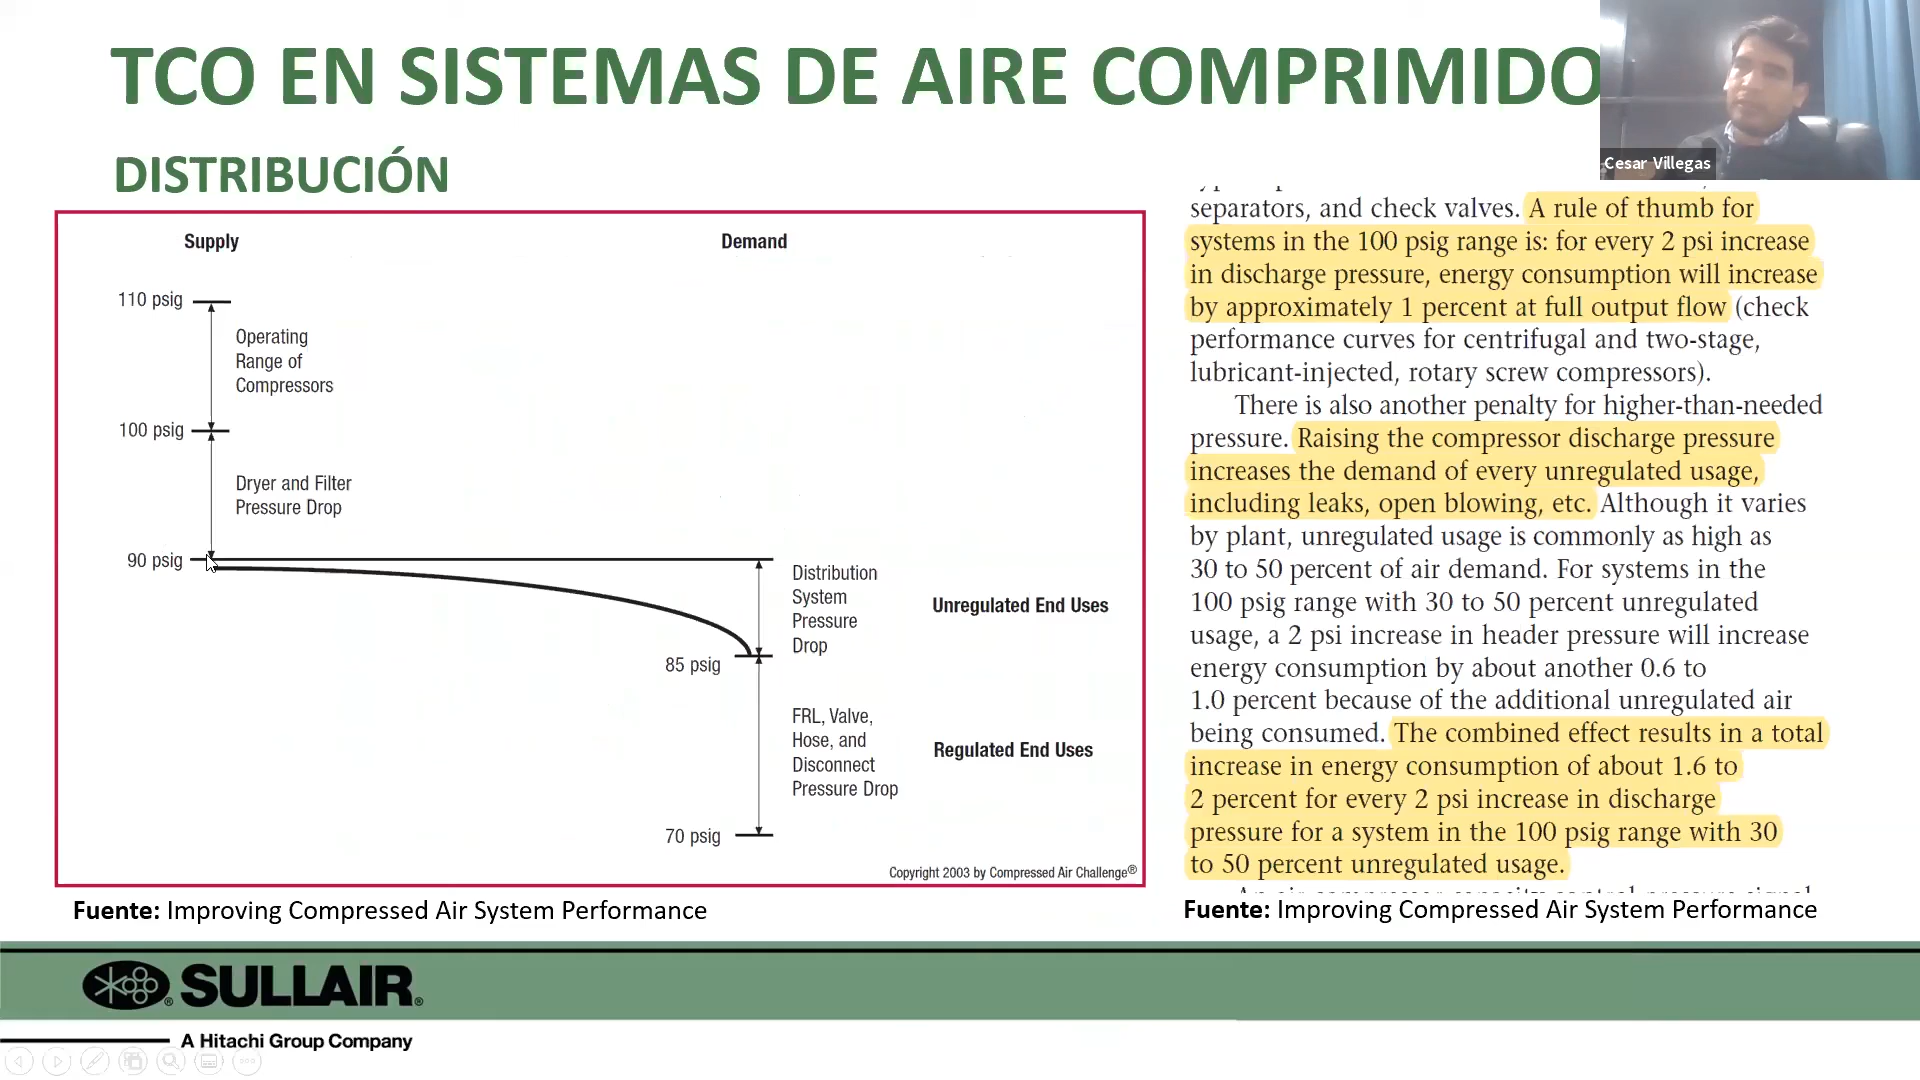 TCO EN SISTEMAS DE AIRE COMPRIMIDO
Cesar Villegas
DISTRIBUCIÓN
Supply
Demand
110 psig
Operating
Range of
Compressors
100 psig
Dryer and Filter
Pressure Drop
90 psig
Distribution
System
Pressure
Drop
Unregulated End Uses
85 psig
FRL, Valve,
Hose, and
Disconnect
Pressure Drop
Regulated End Uses
70 psig
Copyright 2003 by Compressed Air Challenge®
Fuente: Improving Compressed Air System Performance
separators, and check valves. A rule of thumb for
systems in the 100 psig range is: for every 2 psi increase
in discharge pressure, energy consumption will increase
by approximately 1 percent at full output flow (check
performance curves for centrifugal and two-stage,
lubricant-injected, rotary screw compressors).
There is also another penalty for higher-than-needed
pressure. Raising the compressor discharge pressure
increases the demand of every unregulated usage,
including leaks, open blowing, etc. Although it varies
by plant, unregulated usage is commonly as high as
30 to 50 percent of air demand. For systems in the
100 psig range with 30 to 50 percent unregulated
usage, a 2 psi increase in header pressure will increase
energy consumption by about another 0.6 to
1.0 percent because of the additional unregulated air
being consumed. The combined effect results in a total
increase in energy consumption of about 1.6 to
2 percent for every 2 psi increase in discharge
pressure for a system in the 100 psig range with 30
to 50 percent unregulated usage.
Fuente: Improving Compressed Air System Performance
SULLAIR®
A Hitachi Group Company